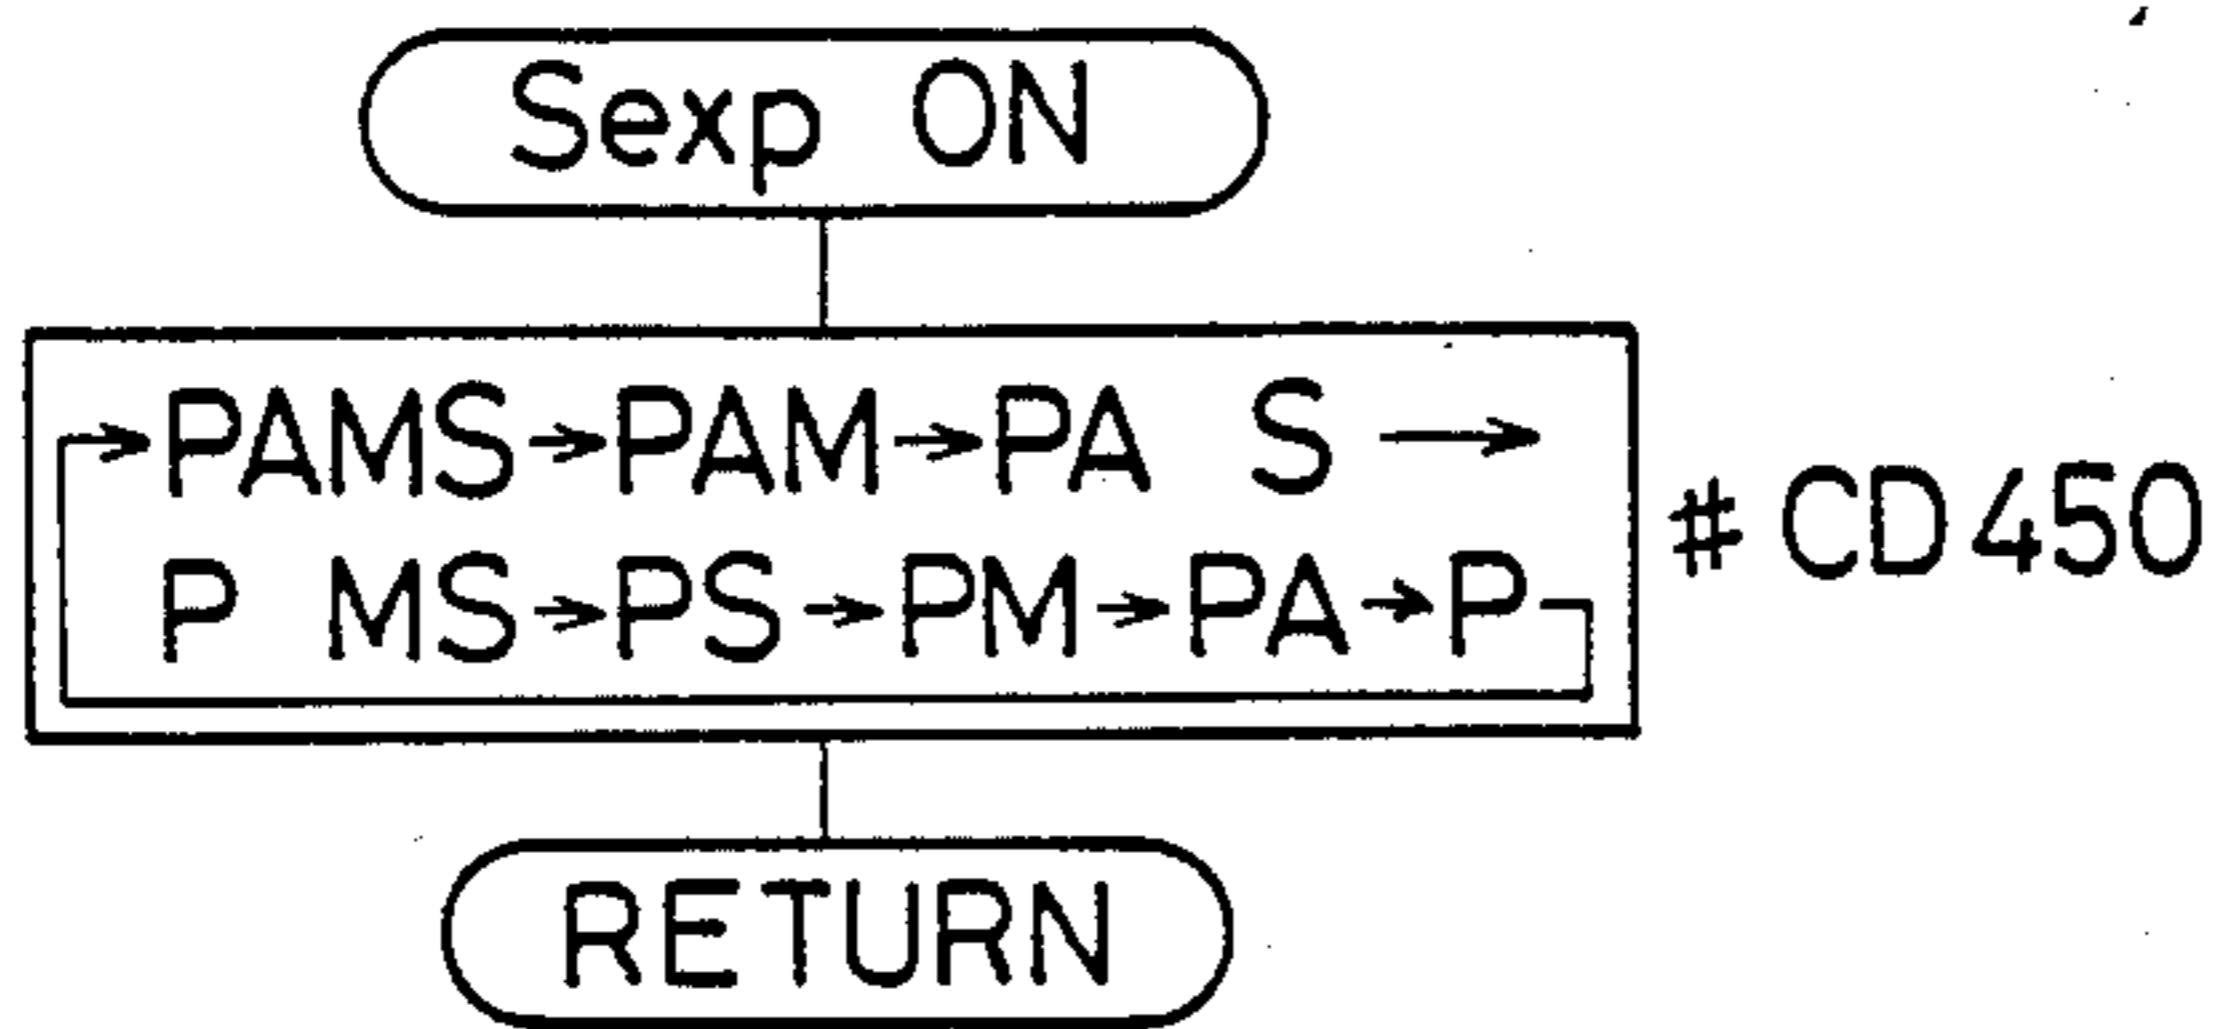 Sexp ON
→PAMS→PAM→PA S→
P MS→PS→PM→PA→P
#CD450
RETURN